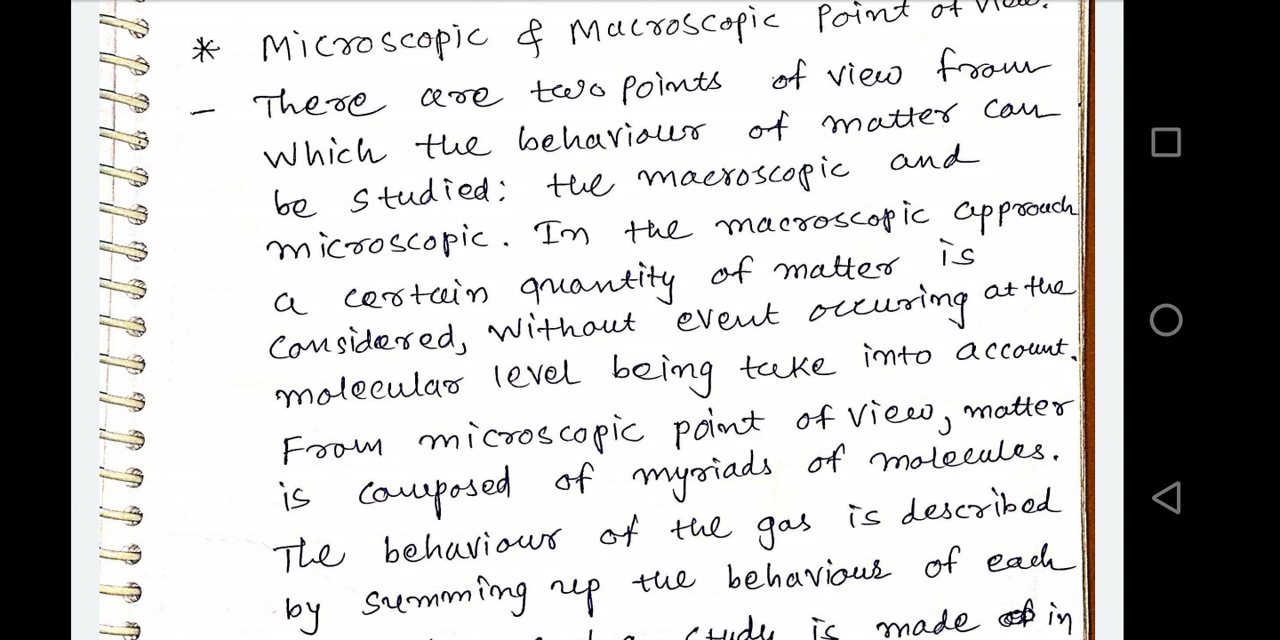 * Microscopic & Macroscopic Point of View.
- There are two points of view from
which the behaviour of matter can
be studied: the macroscopic and
microscopic. In the macroscopic approach
a certain quantity of matter is
considered, without event occuring at the
molecular level being take into account.
From microscopic point of view, matter
is composed of myriads of molecules.
The behaviour of the gas is described
by summing up the behaviour of each
study is made in